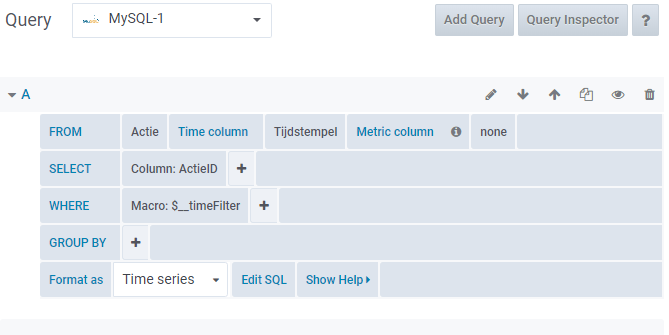 Query MySQL-1 Add Query Query Inspector ?
A
FROM Actie Time column Tijdstempel Metric column none
SELECT Column: ActieID +
WHERE Macro: $__timeFilter +
GROUP BY +
Format as Time series Edit SQL Show Help